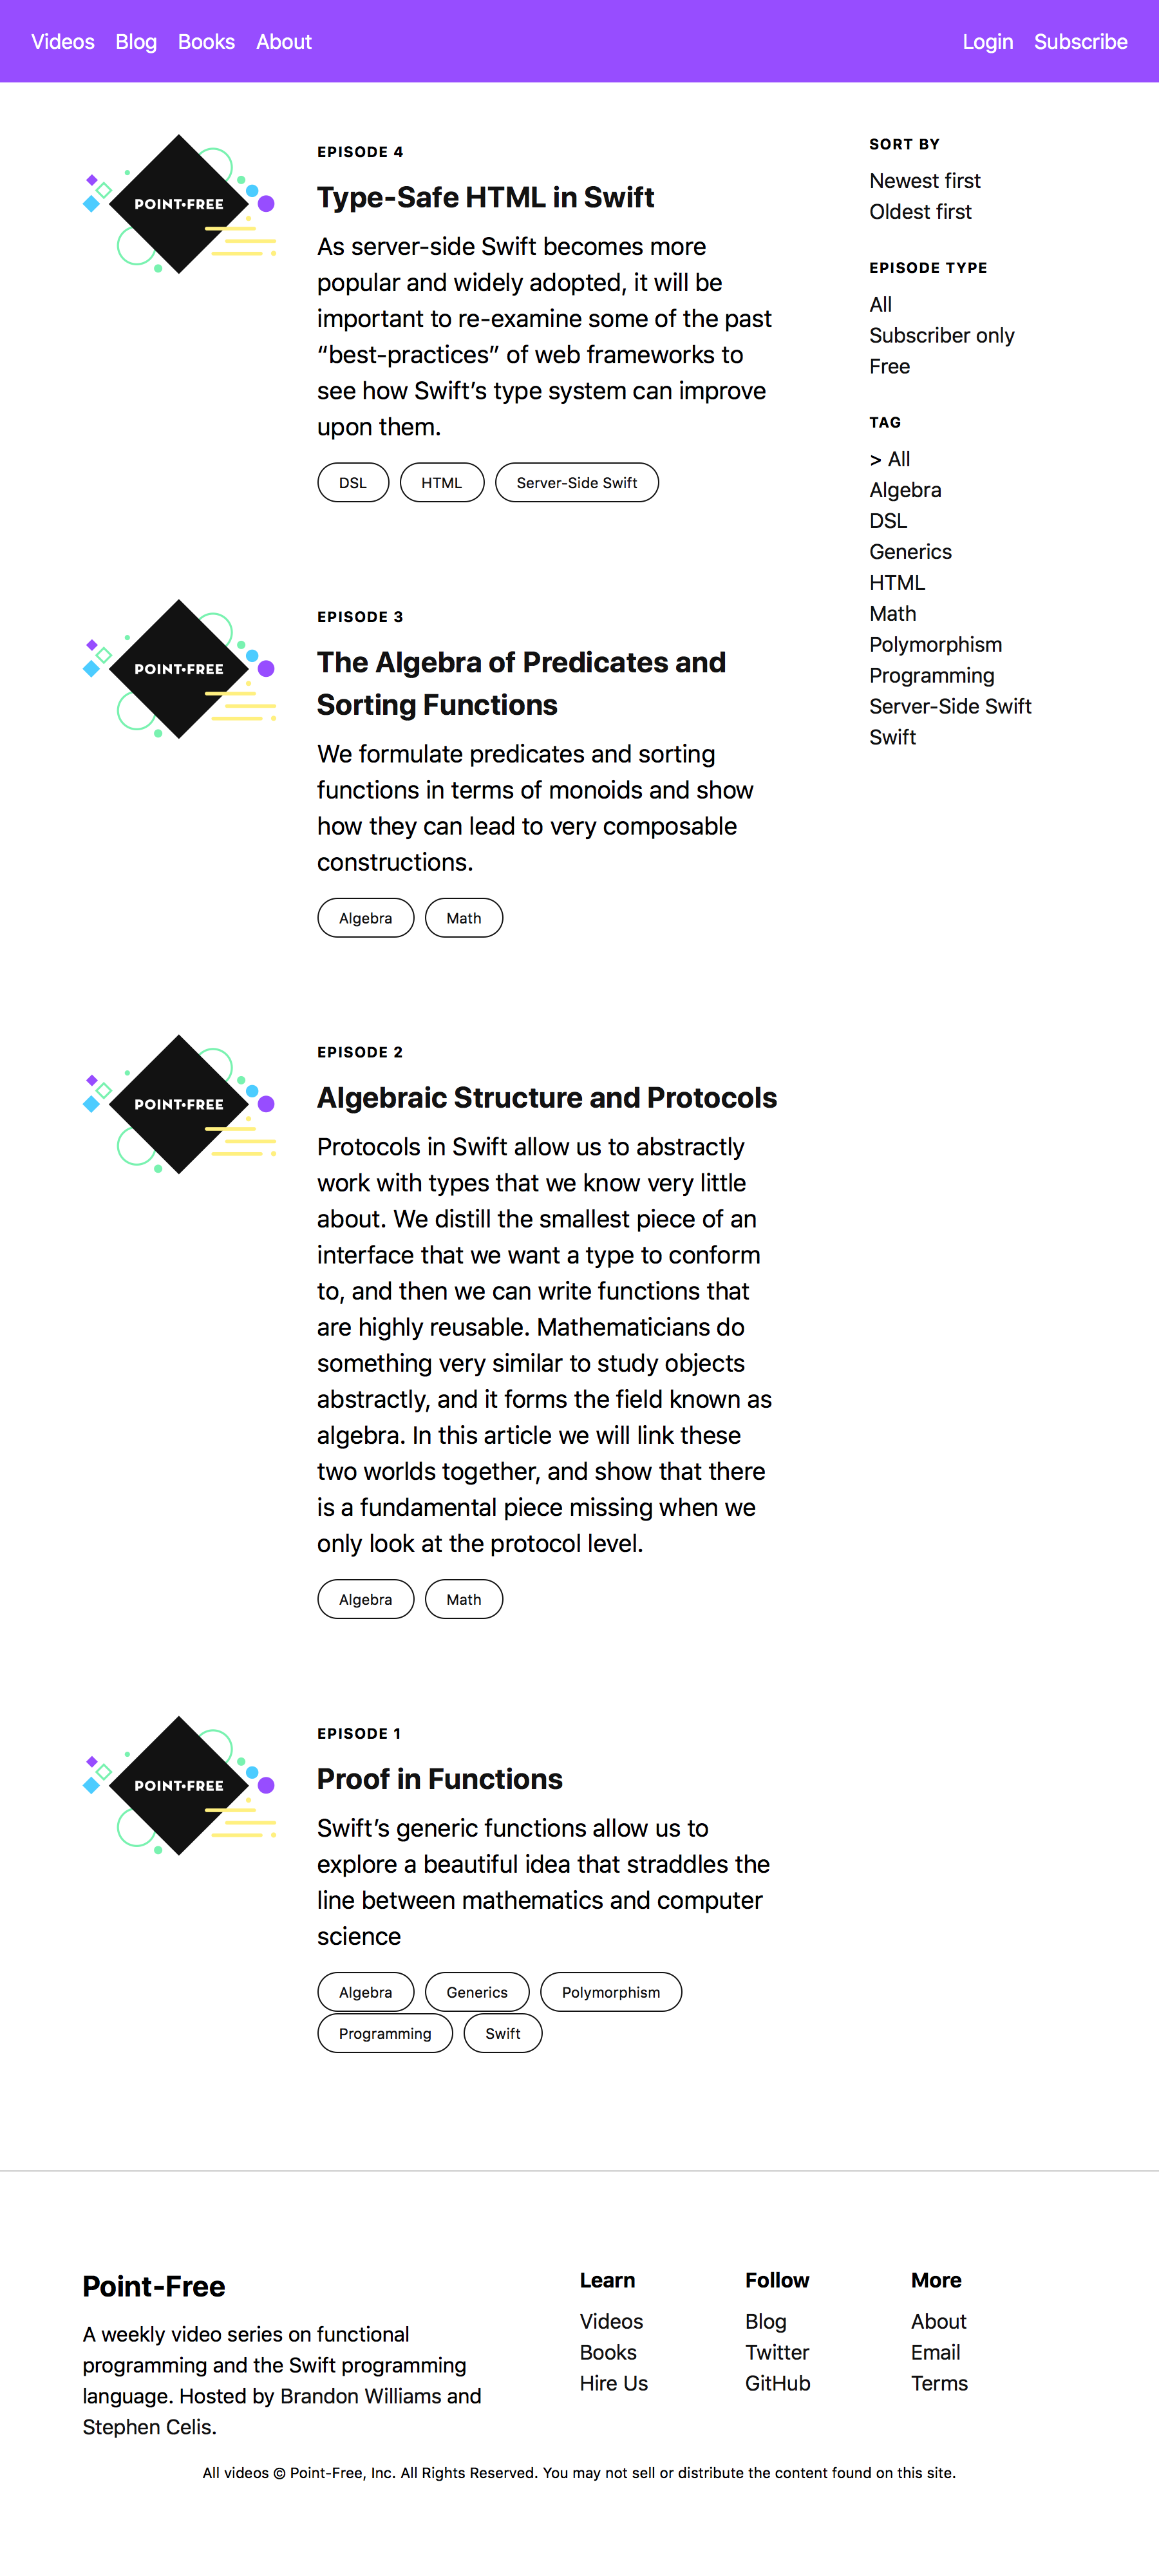 Videos Blog Books About Login Subscribe
POINT•FREE
EPISODE 4
Type-Safe HTML in Swift
As server-side Swift becomes more
popular and widely adopted, it will be
important to re-examine some of the past
“best-practices” of web frameworks to
see how Swift’s type system can improve
upon them.
DSL HTML Server-Side Swift
POINT•FREE
EPISODE 3
The Algebra of Predicates and
Sorting Functions
We formulate predicates and sorting
functions in terms of monoids and show
how they can lead to very composable
constructions.
Algebra Math
POINT•FREE
EPISODE 2
Algebraic Structure and Protocols
Protocols in Swift allow us to abstractly
work with types that we know very little
about. We distill the smallest piece of an
interface that we want a type to conform
to, and then we can write functions that
are highly reusable. Mathematicians do
something very similar to study objects
abstractly, and it forms the field known as
algebra. In this article we will link these
two worlds together, and show that there
is a fundamental piece missing when we
only look at the protocol level.
Algebra Math
POINT•FREE
EPISODE 1
Proof in Functions
Swift’s generic functions allow us to
explore a beautiful idea that straddles the
line between mathematics and computer
science
Algebra Generics Polymorphism
Programming Swift
SORT BY
Newest first
Oldest first
EPISODE TYPE
All
Subscriber only
Free
TAG
> All
Algebra
DSL
Generics
HTML
Math
Polymorphism
Programming
Server-Side Swift
Swift
Point-Free
A weekly video series on functional
programming and the Swift programming
language. Hosted by Brandon Williams and
Stephen Celis.
Learn
Videos
Books
Hire Us
Follow
Blog
Twitter
GitHub
More
About
Email
Terms
All videos © Point-Free, Inc. All Rights Reserved. You may not sell or distribute the content found on this site.